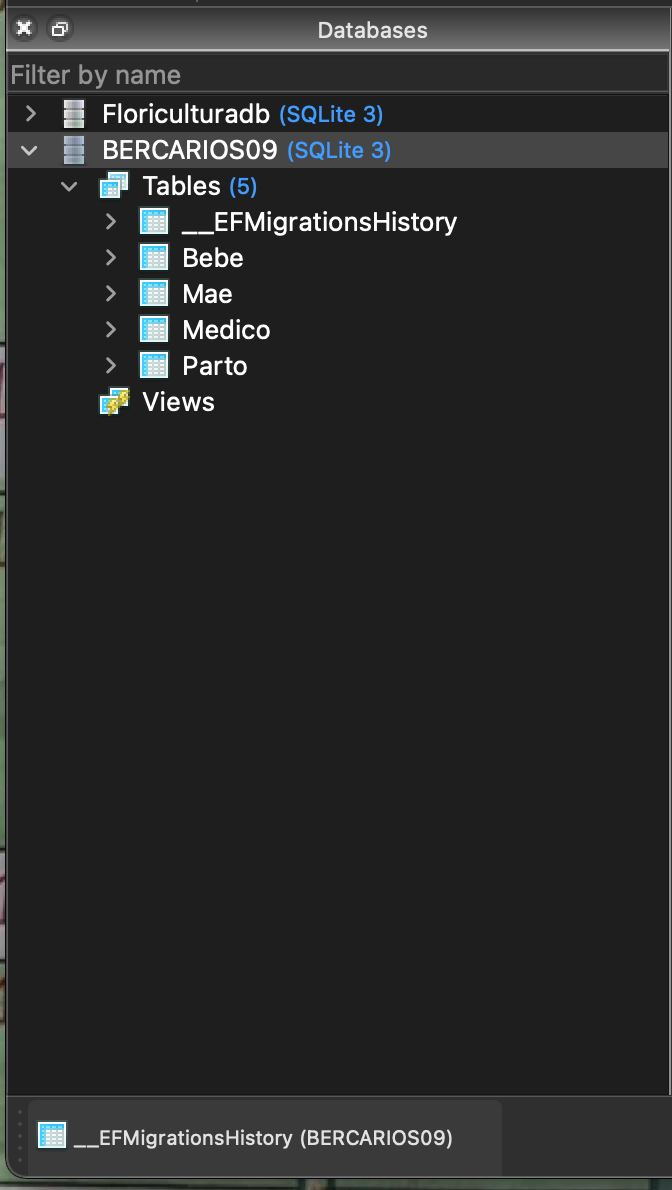 Databases
Filter by name
Floriculturadb (SQLite 3)
BERCARIOS09 (SQLite 3)
Tables (5)
__EFMigrationsHistory
Bebe
Mae
Medico
Parto
Views
__EFMigrationsHistory (BERCARIOS09)